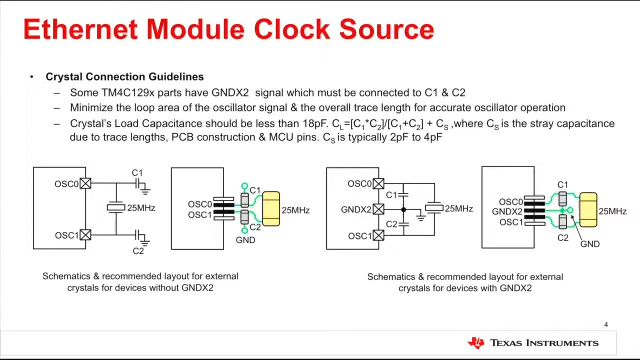 Ethernet Module Clock Source
• Crystal Connection Guidelines
– Some TM4C129x parts have GNDX2 signal which must be connected to C1 & C2
– Minimize the loop area of the oscillator signal & the overall trace length for accurate oscillator operation
– Crystal's Load Capacitance should be less than 18pF. CL=[C1*C2]/[C1+C2] + CS, where CS is the stray capacitance
due to trace lengths, PCB construction & MCU pins. CS is typically 2pF to 4pF
OSC0
C1
25MHz
OSC1
C2
OSC0
OSC1
C1
25MHz
C2
GND
OSC0
C1
GNDX2
25MHz
C2
OSC1
C1
OSC0
GNDX2
OSC1
25MHz
C2
GND
Schematics & recommended layout for external
crystals for devices without GNDX2
Schematics & recommended layout for external
crystals for devices with GNDX2
4
TEXAS INSTRUMENTS